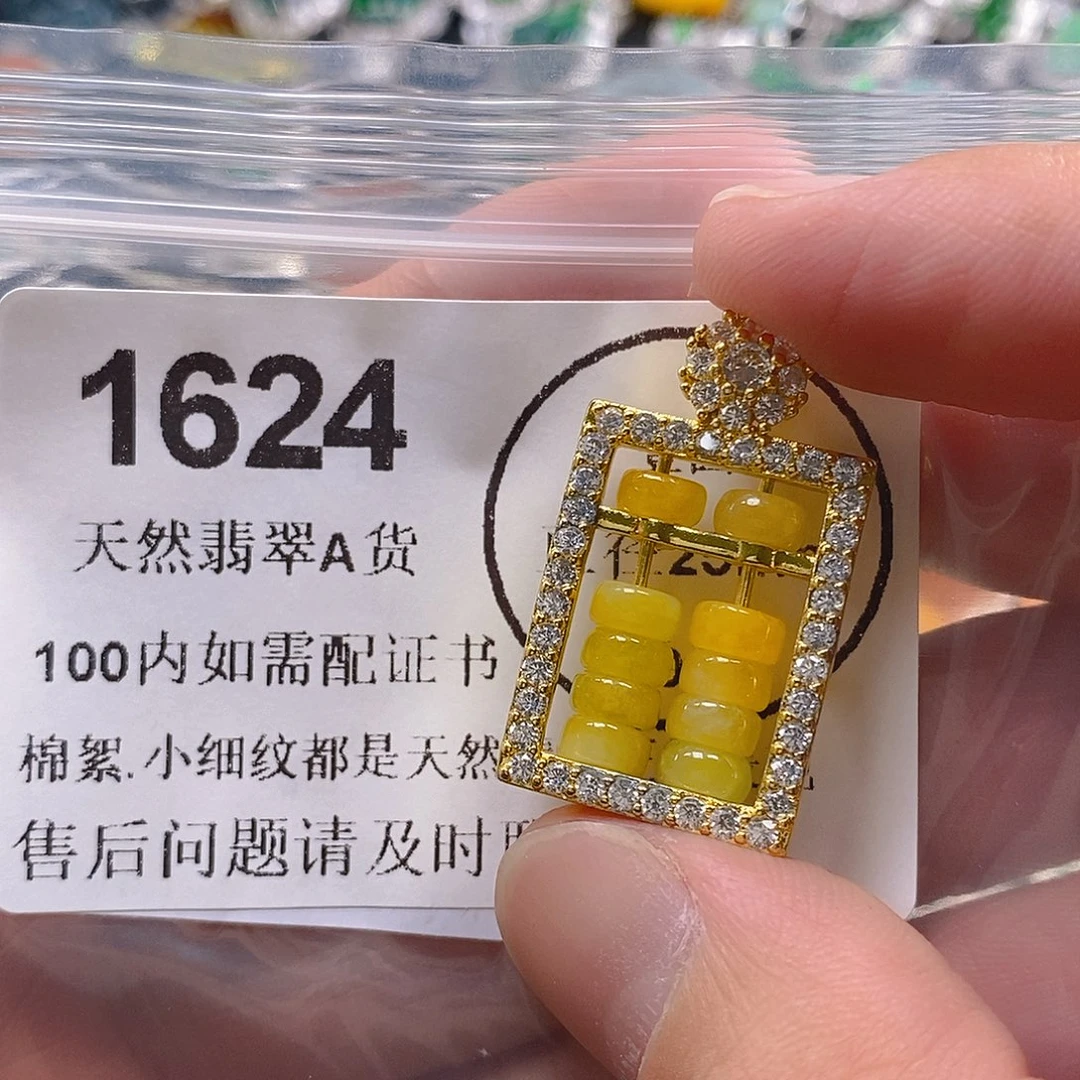 1624
天然翡翠A货
100内如需配证书
棉絮.小细纹都是天然
售后问题请及时